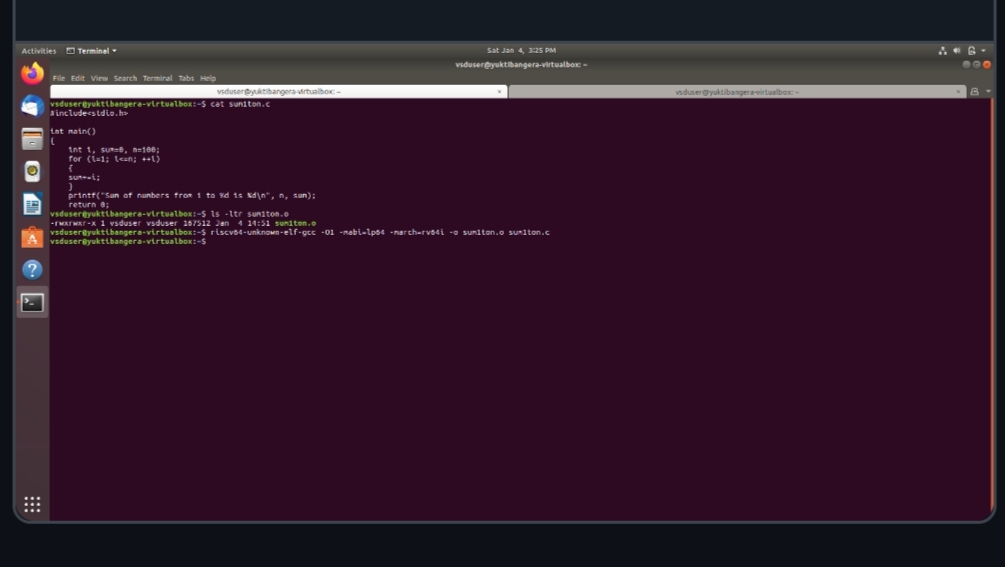 Activities
Terminal
Sat Jan 4, 3:25 PM
vsduser@yuktibangera-virtualbox: ~
File Edit View Search Terminal Tabs Help
vsduser@yuktibangera-virtualbox: ~
vsduser@yuktibangera-virtualbox: ~
vsduser@yuktibangera-virtualbox:~$ cat sum1ton.c
#include<stdio.h>
int main()
{
int i, sum=0, n=100;
for (i=1; i<=n; ++i)
{
sum+=i;
}
printf("Sum of numbers from 1 to %d is %d\n", n, sum);
return 0;
vsduser@yuktibangera-virtualbox:~$ ls -ltr sum1ton.o
-rwxrwxr-x 1 vsduser vsduser 167512 Jan 4 14:51 sum1ton.o
vsduser@yuktibangera-virtualbox:~$ riscv64-unknown-elf-gcc -O1 -mabi=lp64 -march=rv64i -o sum1ton.o sum1ton.c
vsduser@yuktibangera-virtualbox:~$